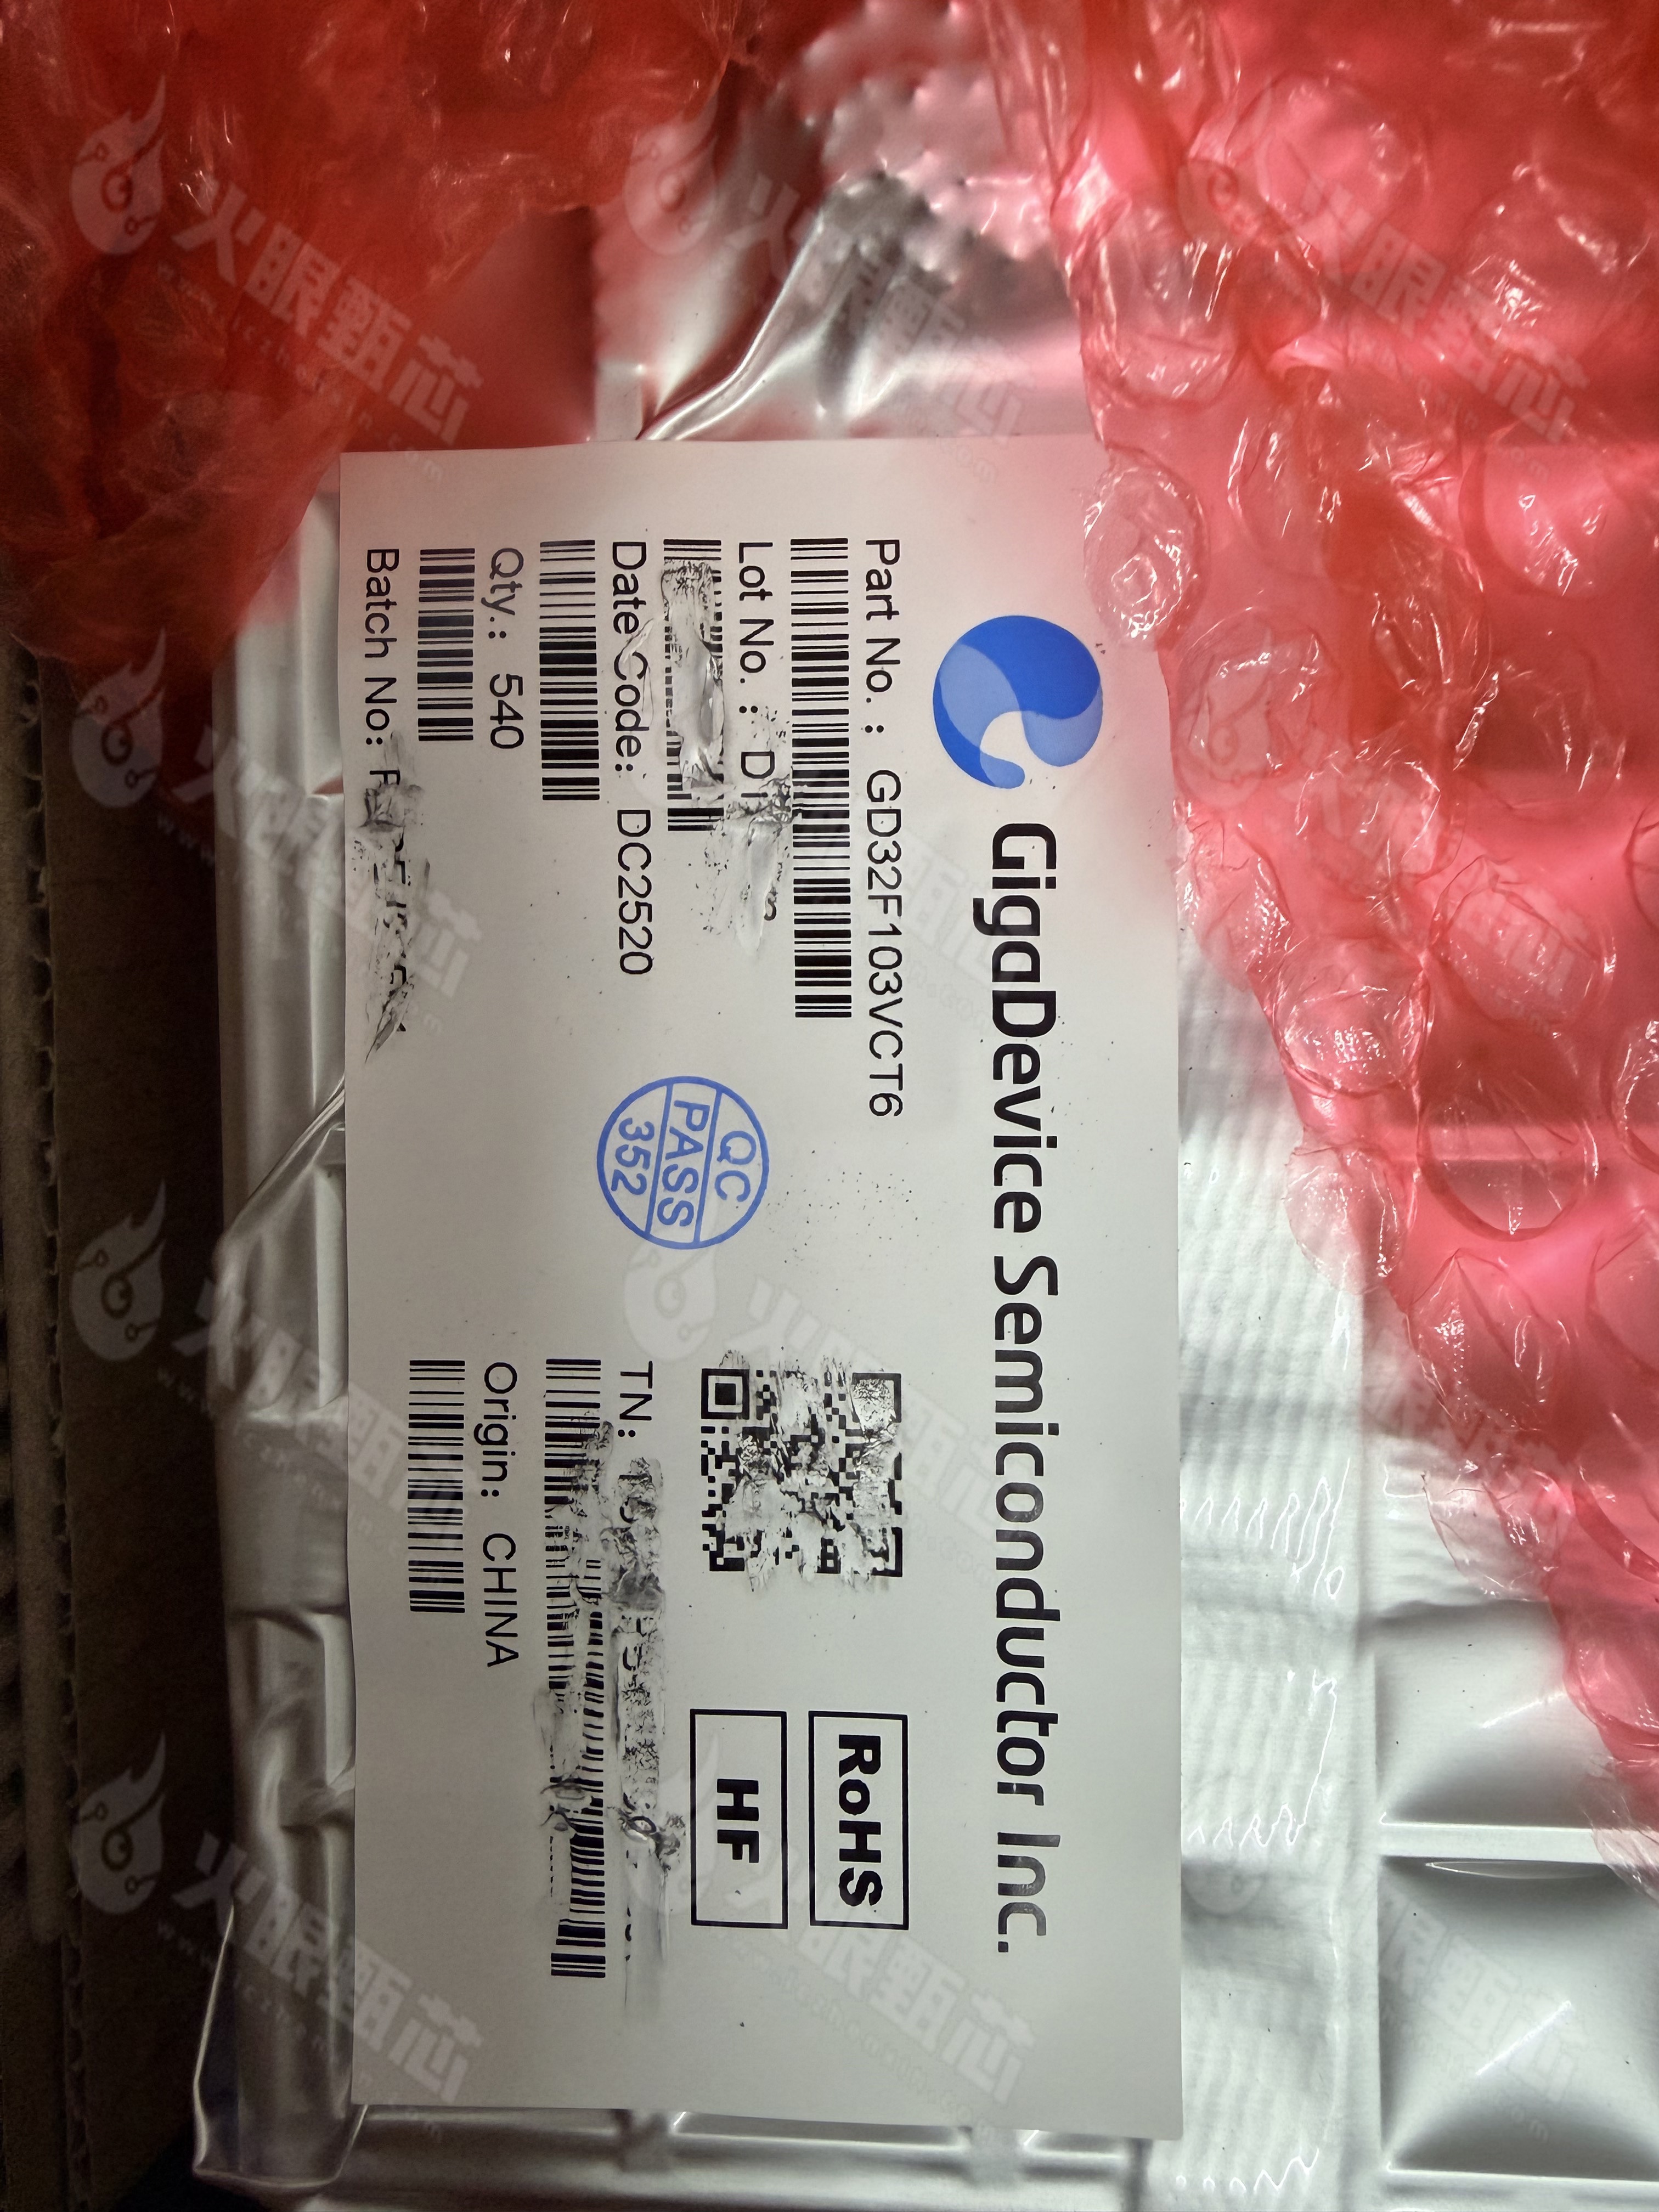 GigaDevice Semiconductor Inc.
Part No. : GD32F103VCT6
Lot No. :
Date Code: DC2520
Qty.: 540
Batch No:
QC
PASS
352
RoHS
HF
TN:
Origin: CHINA
火眼甄芯